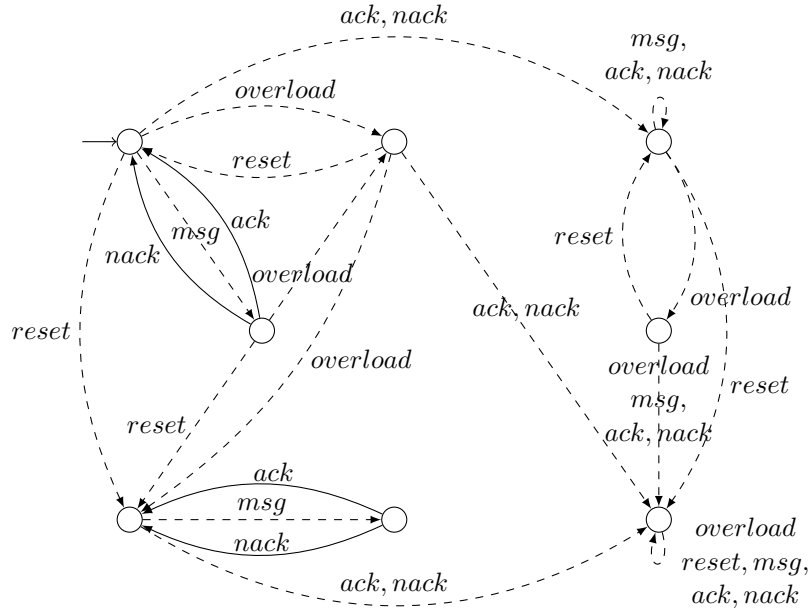 ack, nack
msg,
ack, nack
overload
reset
msg
ack
nack
reset
overload
overload
ack, nack
reset
overload
overload
reset
overload
msg,
ack, nack
reset
ack
msg
nack
ack, nack
overload
reset, msg,
ack, nack